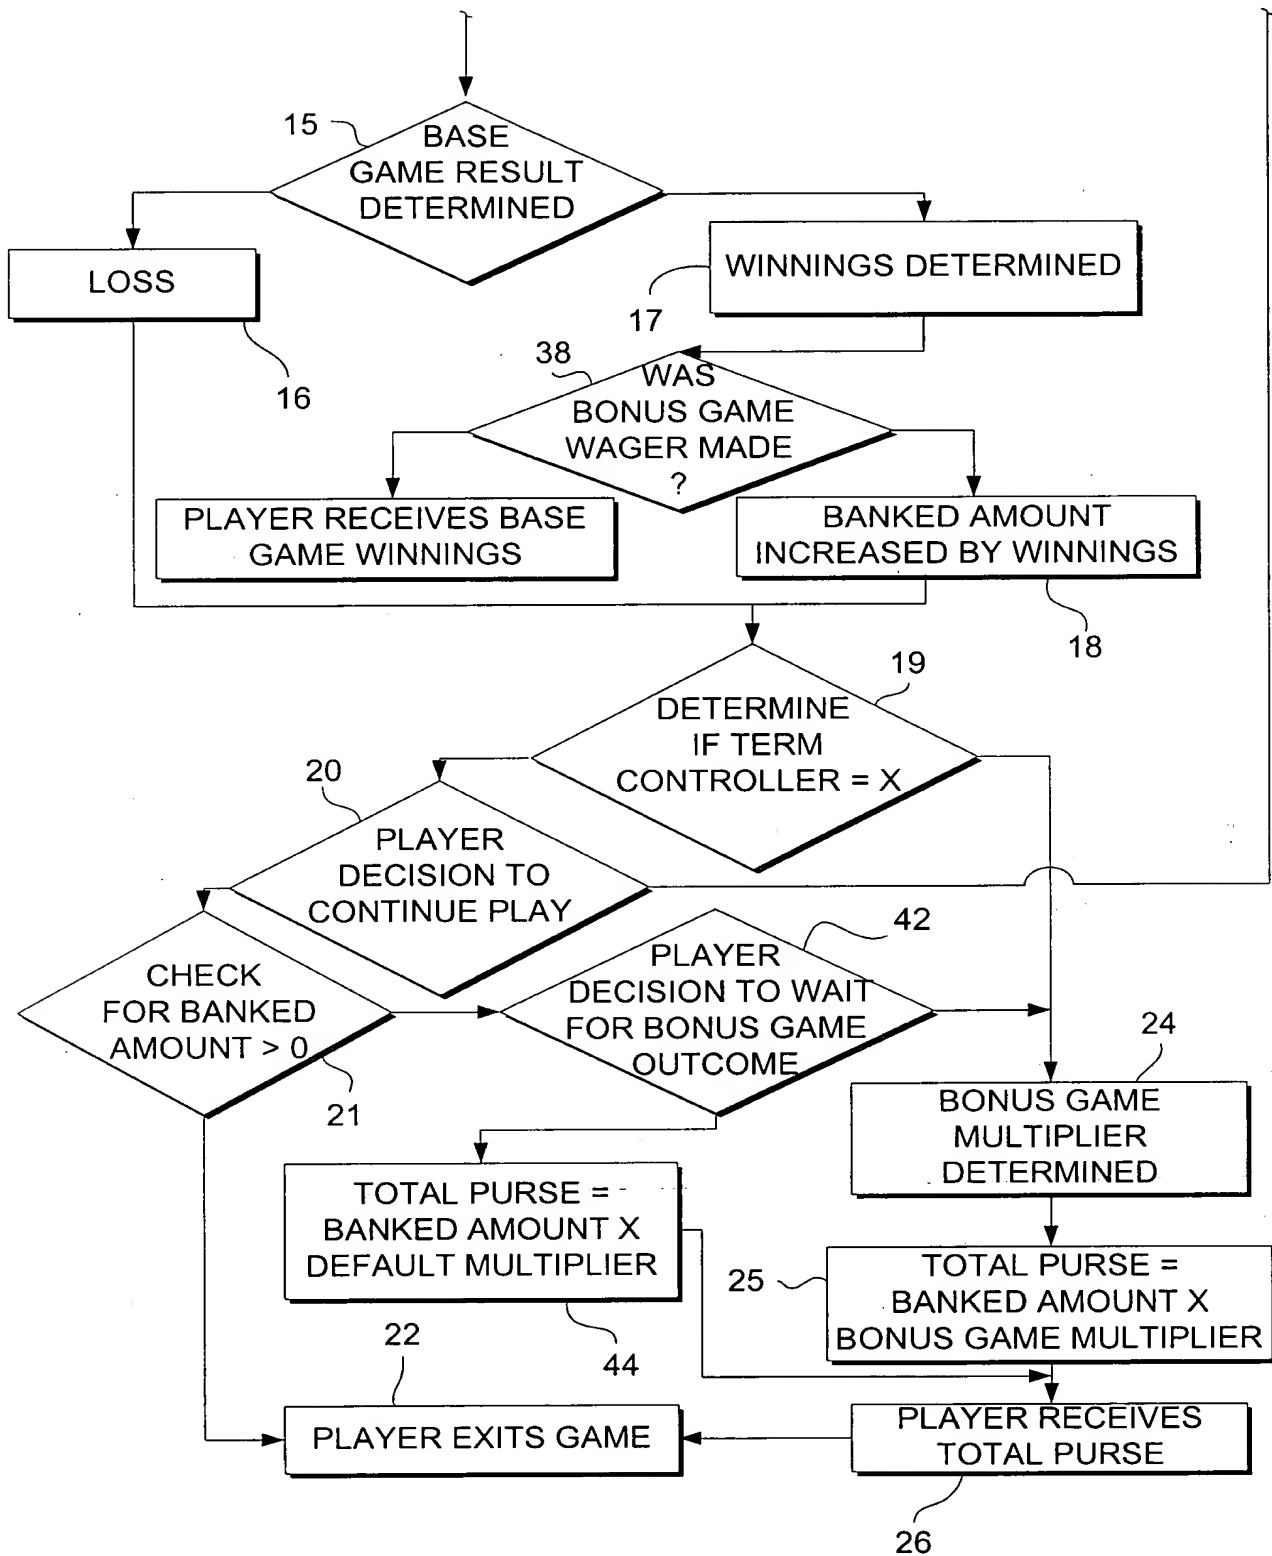 15
BASE
GAME RESULT
DETERMINED
LOSS
16
WINNINGS DETERMINED
17
38
WAS
BONUS GAME
WAGER MADE
?
PLAYER RECEIVES BASE
GAME WINNINGS
BANKED AMOUNT
INCREASED BY WINNINGS
18
19
DETERMINE
IF TERM
CONTROLLER = X
20
PLAYER
DECISION TO
CONTINUE PLAY
42
PLAYER
DECISION TO WAIT
FOR BONUS GAME
OUTCOME
CHECK
FOR BANKED
AMOUNT > 0
21
24
BONUS GAME
MULTIPLIER
DETERMINED
TOTAL PURSE =
BANKED AMOUNT X
DEFAULT MULTIPLIER
44
25
TOTAL PURSE =
BANKED AMOUNT X
BONUS GAME MULTIPLIER
22
PLAYER EXITS GAME
PLAYER RECEIVES
TOTAL PURSE
26